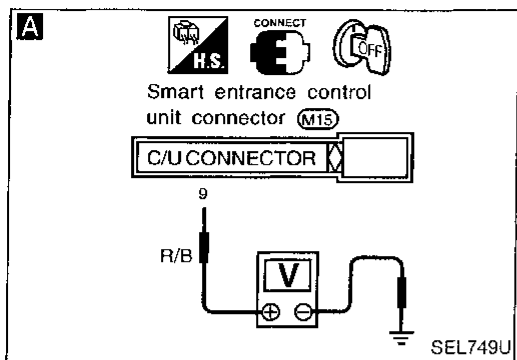 A
H.S.
CONNECT
OFF
Smart entrance control
unit connector M15
C/U CONNECTOR
9
R/B
V
⊕ ⊖
SEL749U